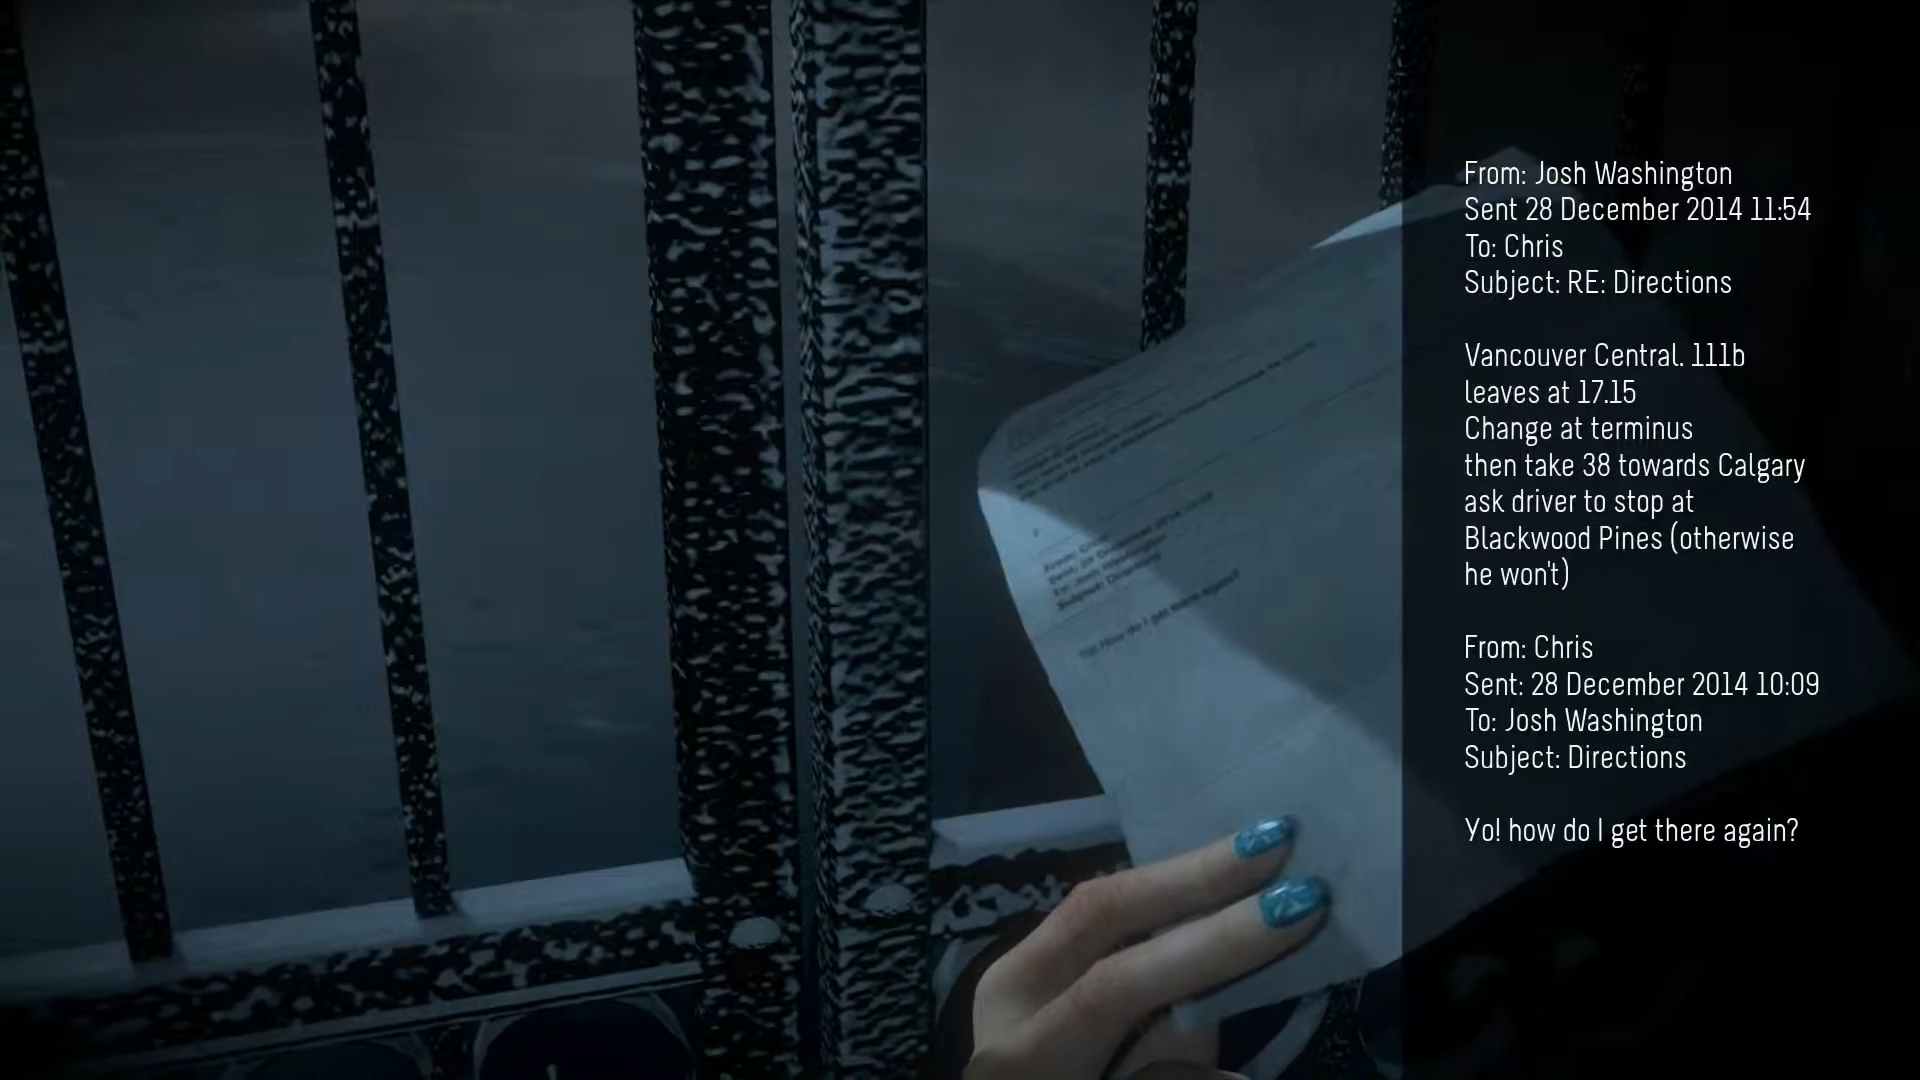 From: Josh Washington
Sent 28 December 2014 11:54
To: Chris
Subject: RE: Directions
Vancouver Central. 111b
leaves at 17.15
Change at terminus
then take 38 towards Calgary
ask driver to stop at
Blackwood Pines (otherwise
he won't)
From: Chris
Sent: 28 December 2014 10:09
To: Josh Washington
Subject: Directions
Yo! how do I get there again?